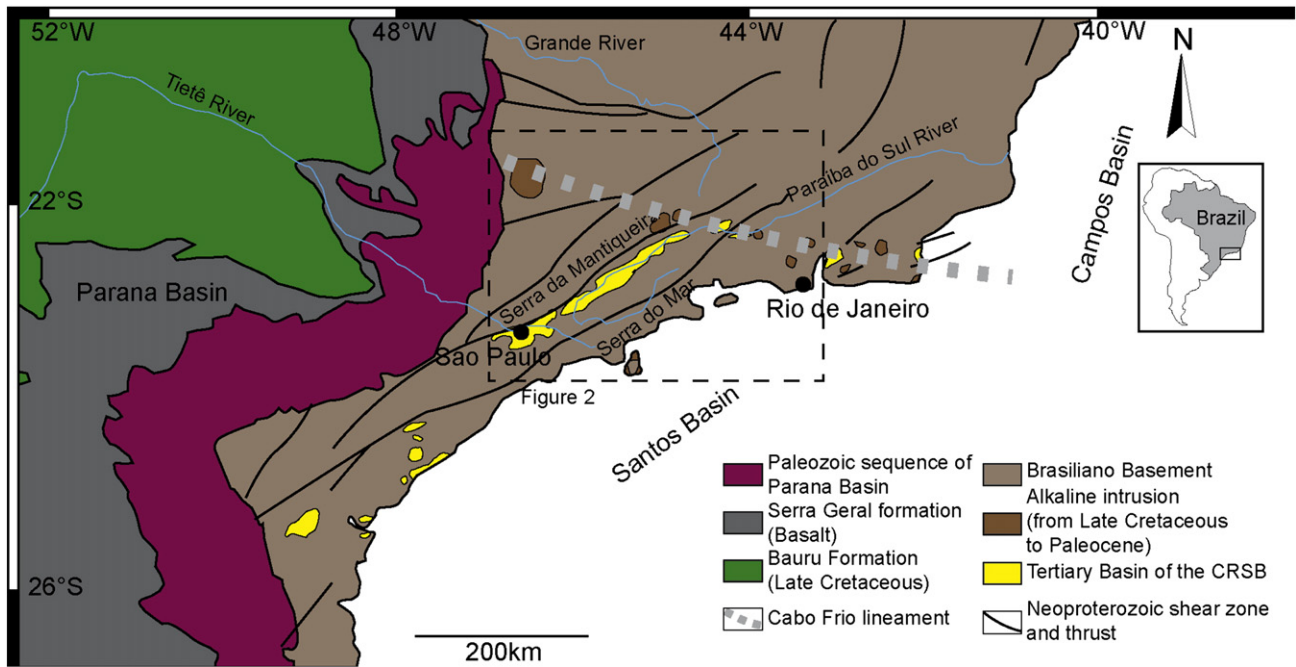 52°W
48°W
44°W
40°W
Grande River
N
Tietê River
Paraíba do Sul River
Campos Basin
22°S
Brazil
Serra da Mantiqueir
Parana Basin
Serra do Mar
Rio de Janeiro
Sao Paulo
Figure 2
Santos Basin
Paleozoic sequence of
Parana Basin
Serra Geral formation
(Basalt)
Bauru Formation
(Late Cretaceous)
Cabo Frio lineament
Brasiliano Basement
Alkaline intrusion
(from Late Cretaceous
to Paleocene)
Tertiary Basin of the CRSB
Neoproterozoic shear zone
and thrust
26°S
200km